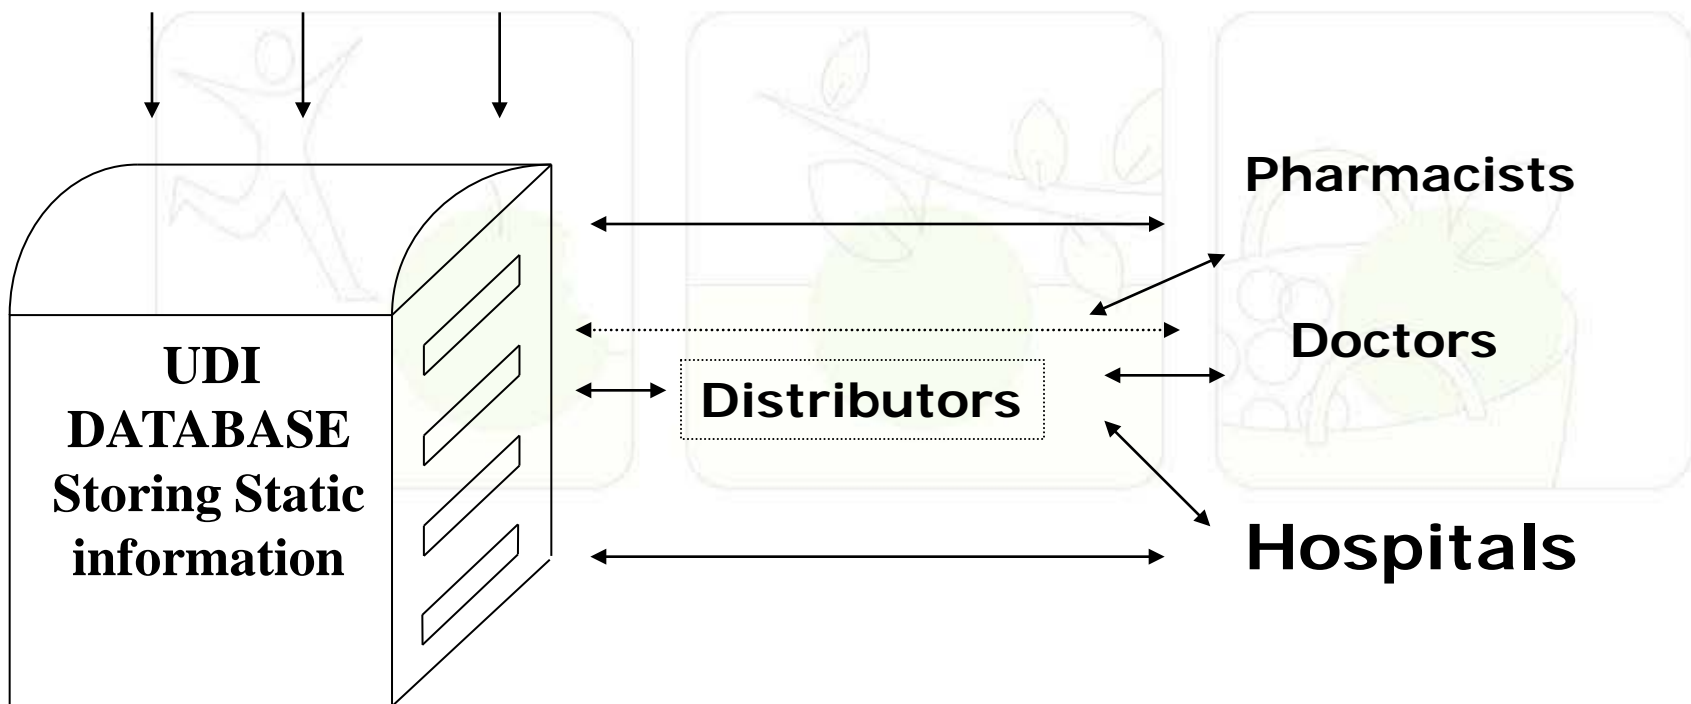 UDI
DATABASE
Storing Static
information
Distributors
Pharmacists
Doctors
Hospitals